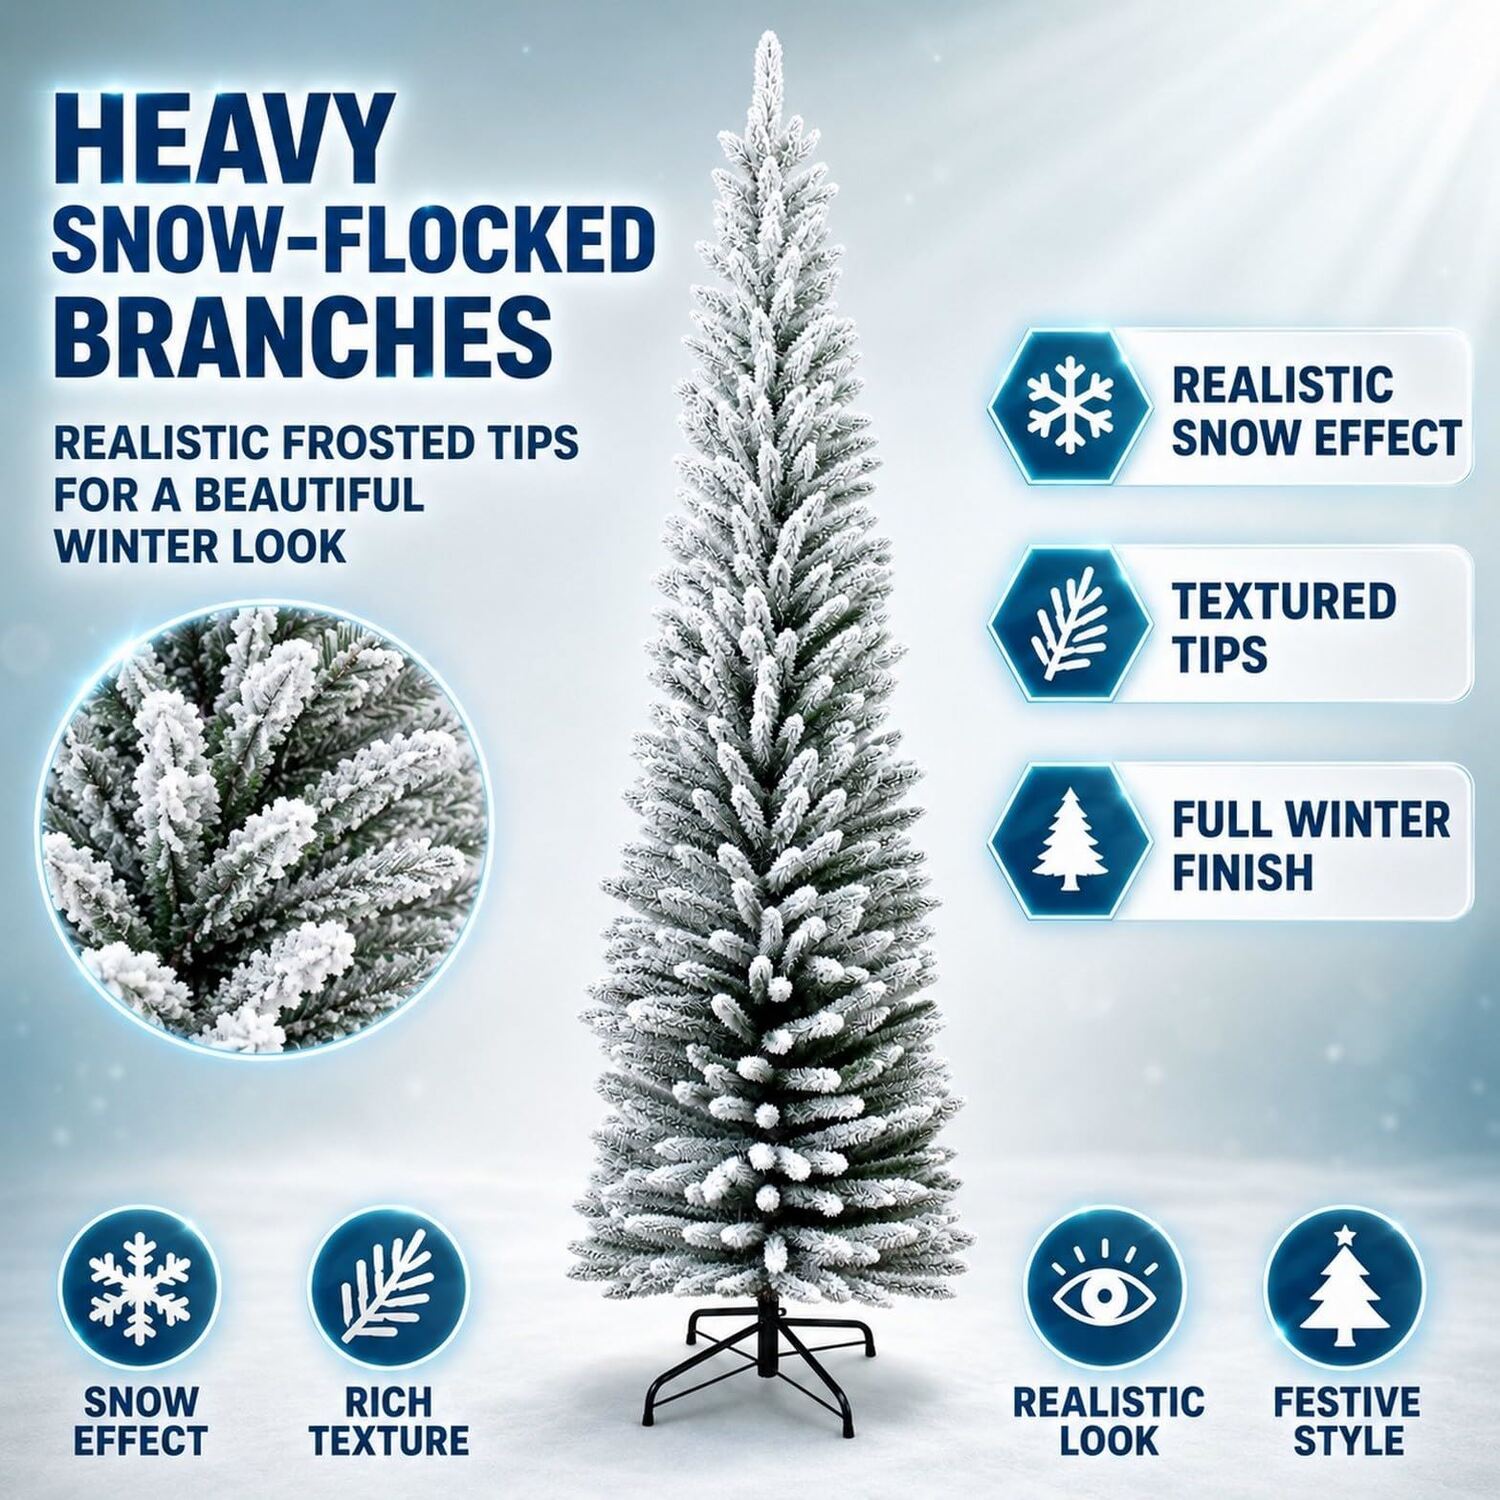 HEAVY
SNOW-FLOCKED
BRANCHES
REALISTIC FROSTED TIPS
FOR A BEAUTIFUL
WINTER LOOK
REALISTIC
SNOW EFFECT
TEXTURED
TIPS
FULL WINTER
FINISH
SNOW
EFFECT
RICH
TEXTURE
REALISTIC
LOOK
FESTIVE
STYLE